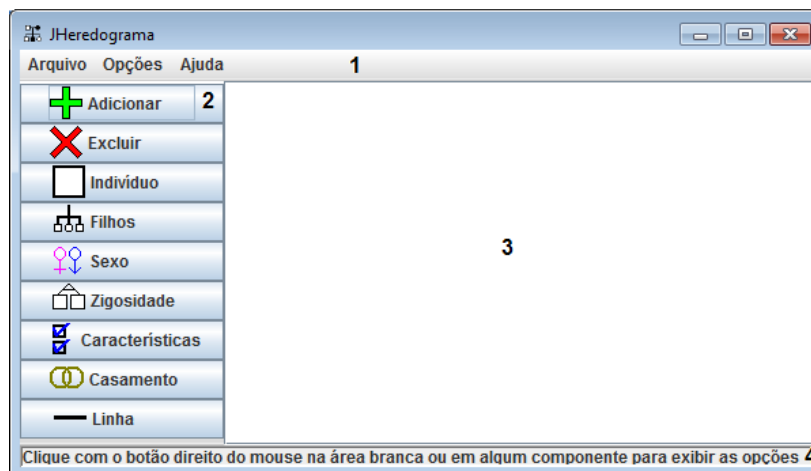 JHeredograma
Arquivo Opções Ajuda 1
Adicionar 2
Excluir
Indivíduo
Filhos
3
Sexo
Zigosidade
Características
Casamento
Linha
Clique com o botão direito do mouse na área branca ou em algum componente para exibir as opções 4